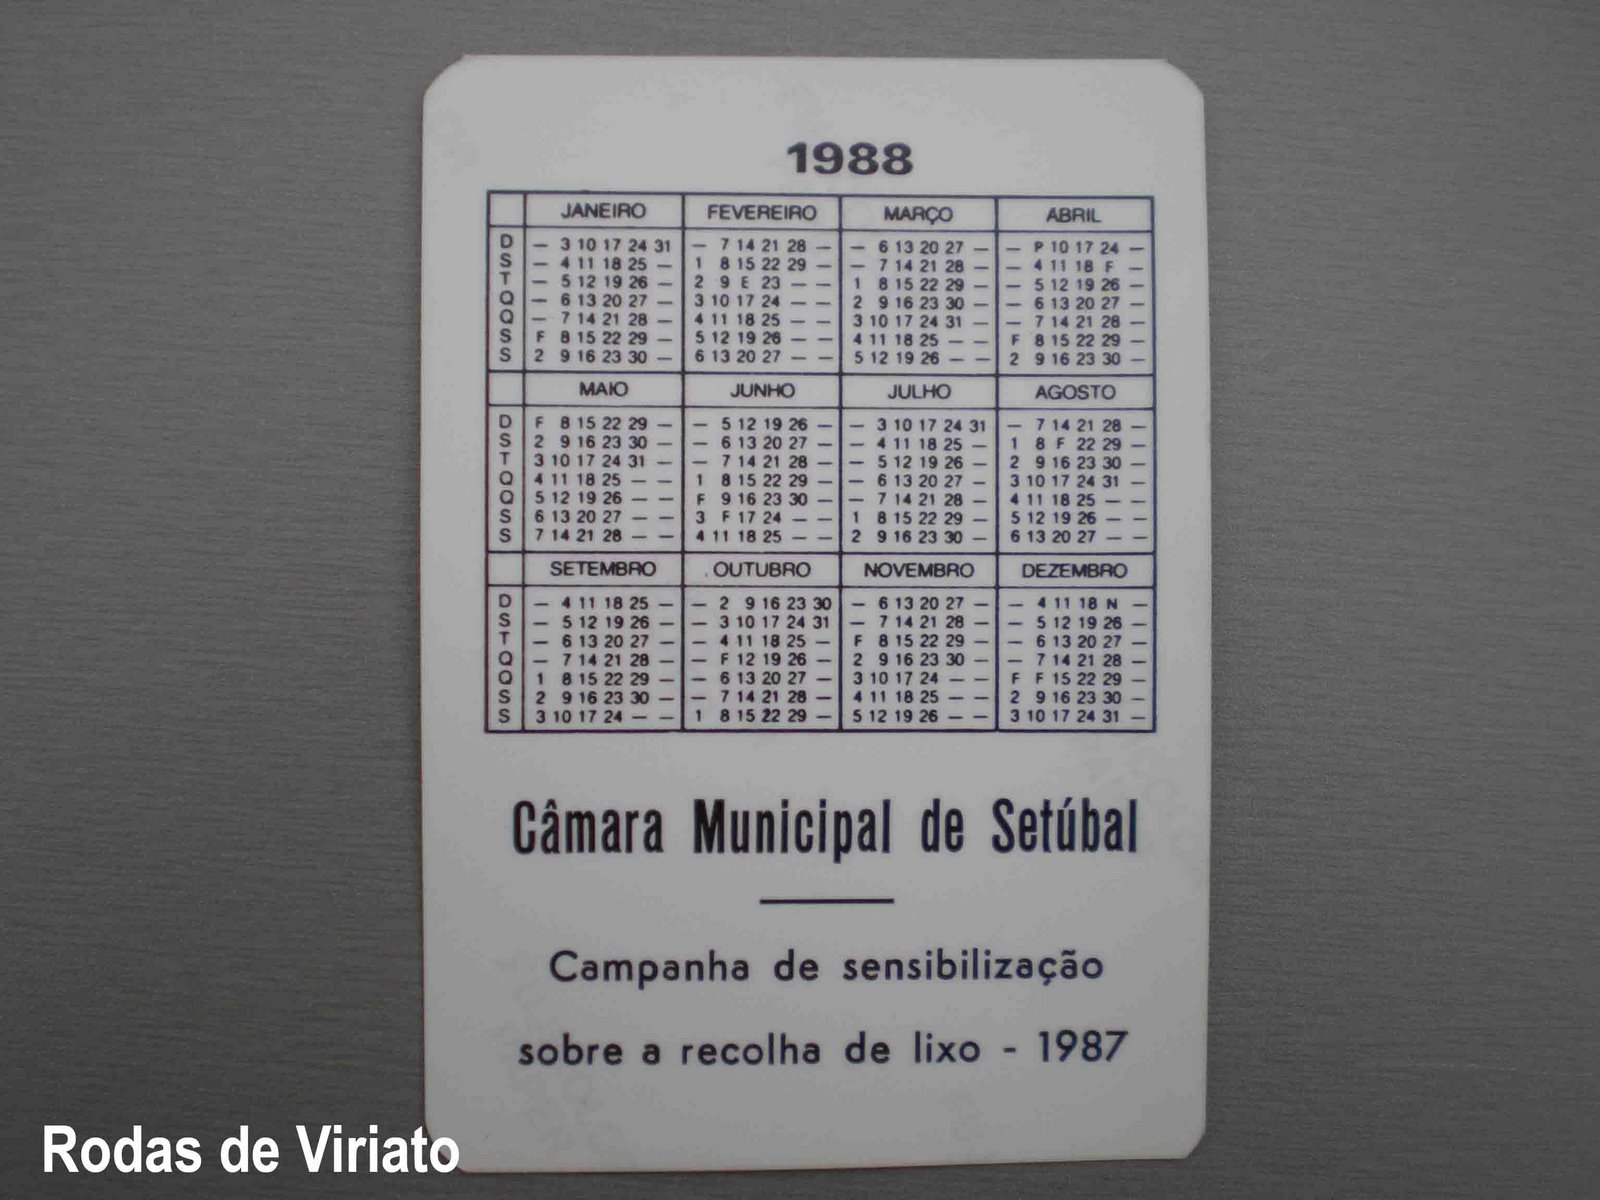 1988
JANEIRO FEVEREIRO MARÇO ABRIL
D — 3 10 17 24 31 — 7 14 21 28 — — 6 13 20 27 — — P 10 17 24 —
S — 4 11 18 25 — 1 8 15 22 29 — — 7 14 21 28 — — 4 11 18 F —
T — 5 12 19 26 — 2 9 E 23 — — 1 8 15 22 29 — — 5 12 19 26 —
Q — 6 13 20 27 — 3 10 17 24 — — 2 9 16 23 30 — — 6 13 20 27 —
Q — 7 14 21 28 — 4 11 18 25 — — 3 10 17 24 31 — — 7 14 21 28 —
S F 8 15 22 29 — 5 12 19 26 — — 4 11 18 25 — — F 8 15 22 29 —
S 2 9 16 23 30 — 6 13 20 27 — — 5 12 19 26 — — 2 9 16 23 30 —
MAIO JUNHO JULHO AGOSTO
D F 8 15 22 29 — — 5 12 19 26 — — 3 10 17 24 31 — 7 14 21 28 —
S 2 9 16 23 30 — — 6 13 20 27 — — 4 11 18 25 — 1 8 F 22 29 —
T 3 10 17 24 31 — — 7 14 21 28 — — 5 12 19 26 — 2 9 16 23 30 —
Q 4 11 18 25 — — 1 8 15 22 29 — — 6 13 20 27 — 3 10 17 24 31 —
Q 5 12 19 26 — — F 9 16 23 30 — — 7 14 21 28 — 4 11 18 25 — —
S 6 13 20 27 — — 3 F 17 24 — — 1 8 15 22 29 — 5 12 19 26 — —
S 7 14 21 28 — — 4 11 18 25 — — 2 9 16 23 30 — 6 13 20 27 — —
SETEMBRO OUTUBRO NOVEMBRO DEZEMBRO
D — 4 11 18 25 — — 2 9 16 23 30 — 6 13 20 27 — — 4 11 18 N —
S — 5 12 19 26 — — 3 10 17 24 31 — 7 14 21 28 — — 5 12 19 26 —
T — 6 13 20 27 — — 4 11 18 25 — F 8 15 22 29 — — 6 13 20 27 —
Q — 7 14 21 28 — — F 12 19 26 — 2 9 16 23 30 — — 7 14 21 28 —
Q 1 8 15 22 29 — — 6 13 20 27 — 3 10 17 24 — — F F 15 22 29 —
S 2 9 16 23 30 — — 7 14 21 28 — 4 11 18 25 — — 2 9 16 23 30 —
S 3 10 17 24 — — 1 8 15 22 29 — 5 12 19 26 — — 3 10 17 24 31 —
Câmara Municipal de Setúbal
Campanha de sensibilização
sobre a recolha de lixo - 1987
Rodas de Viriato